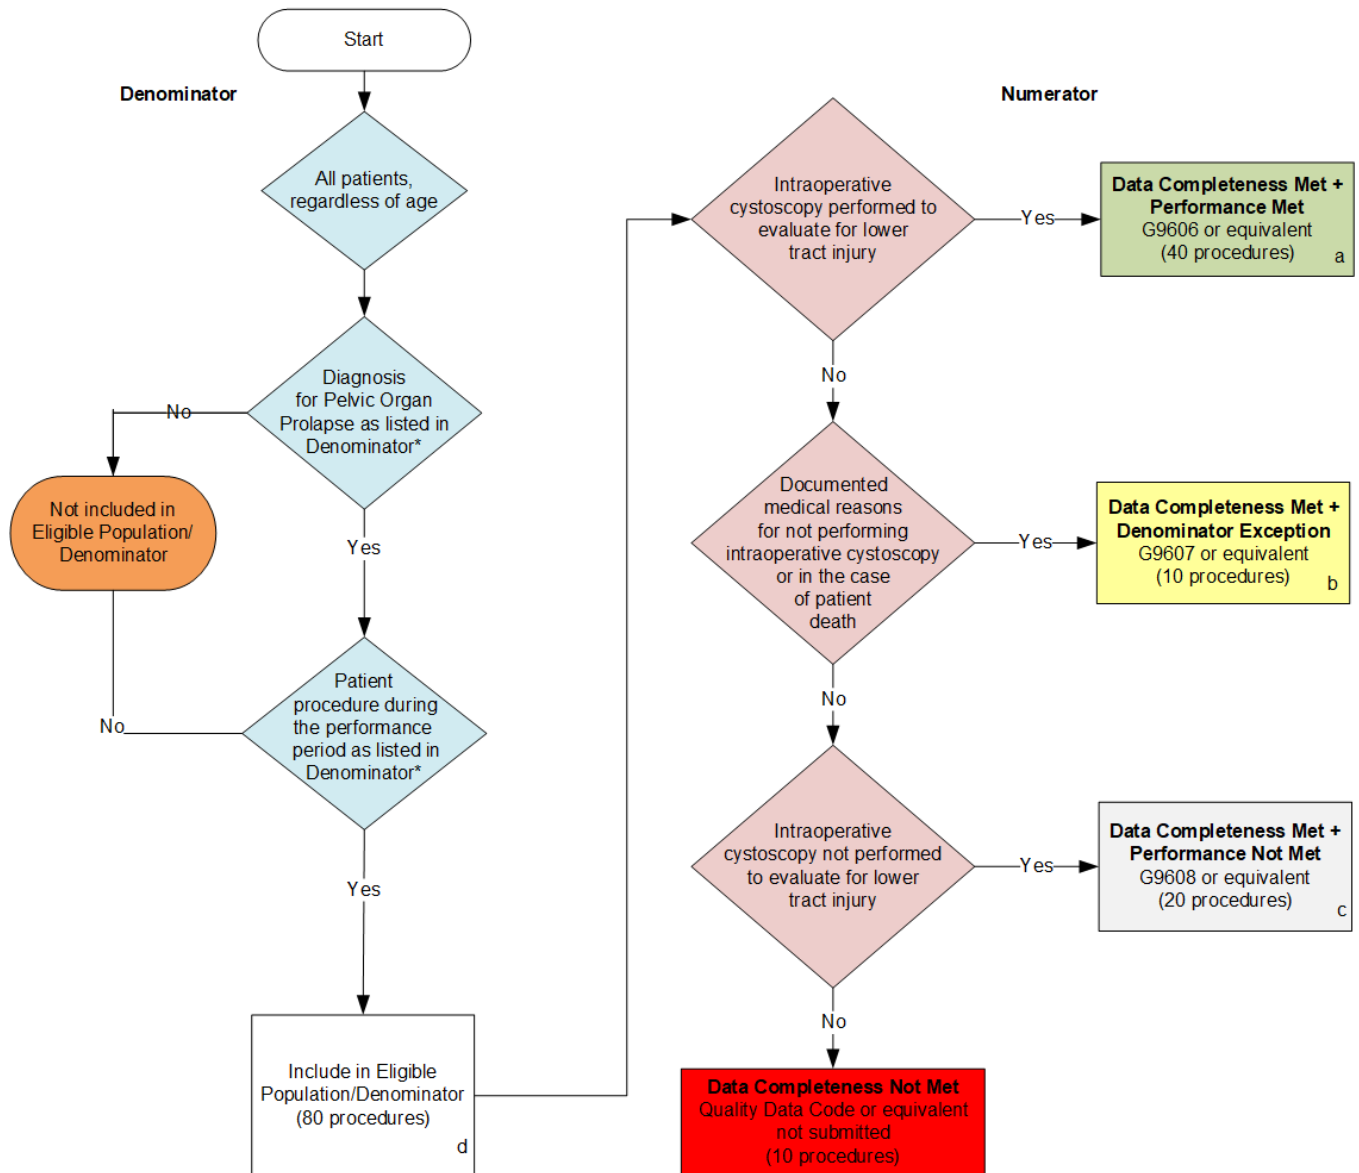 Start
Denominator
All patients,
regardless of age
Diagnosis
for Pelvic Organ
Prolapse as listed in
Denominator*
No
Not included in
Eligible Population/
Denominator
Yes
Patient
procedure during
the performance
period as listed in
Denominator*
No
Yes
Include in Eligible
Population/Denominator
(80 procedures)
d
Numerator
Intraoperative
cystoscopy performed to
evaluate for lower
tract injury
Yes
Data Completeness Met +
Performance Met
G9606 or equivalent
(40 procedures)
a
No
Documented
medical reasons
for not performing
intraoperative cystoscopy
or in the case
of patient
death
Yes
Data Completeness Met +
Denominator Exception
G9607 or equivalent
(10 procedures)
b
No
Intraoperative
cystoscopy not performed
to evaluate for lower
tract injury
Yes
Data Completeness Met +
Performance Not Met
G9608 or equivalent
(20 procedures)
c
No
Data Completeness Not Met
Quality Data Code or equivalent
not submitted
(10 procedures)